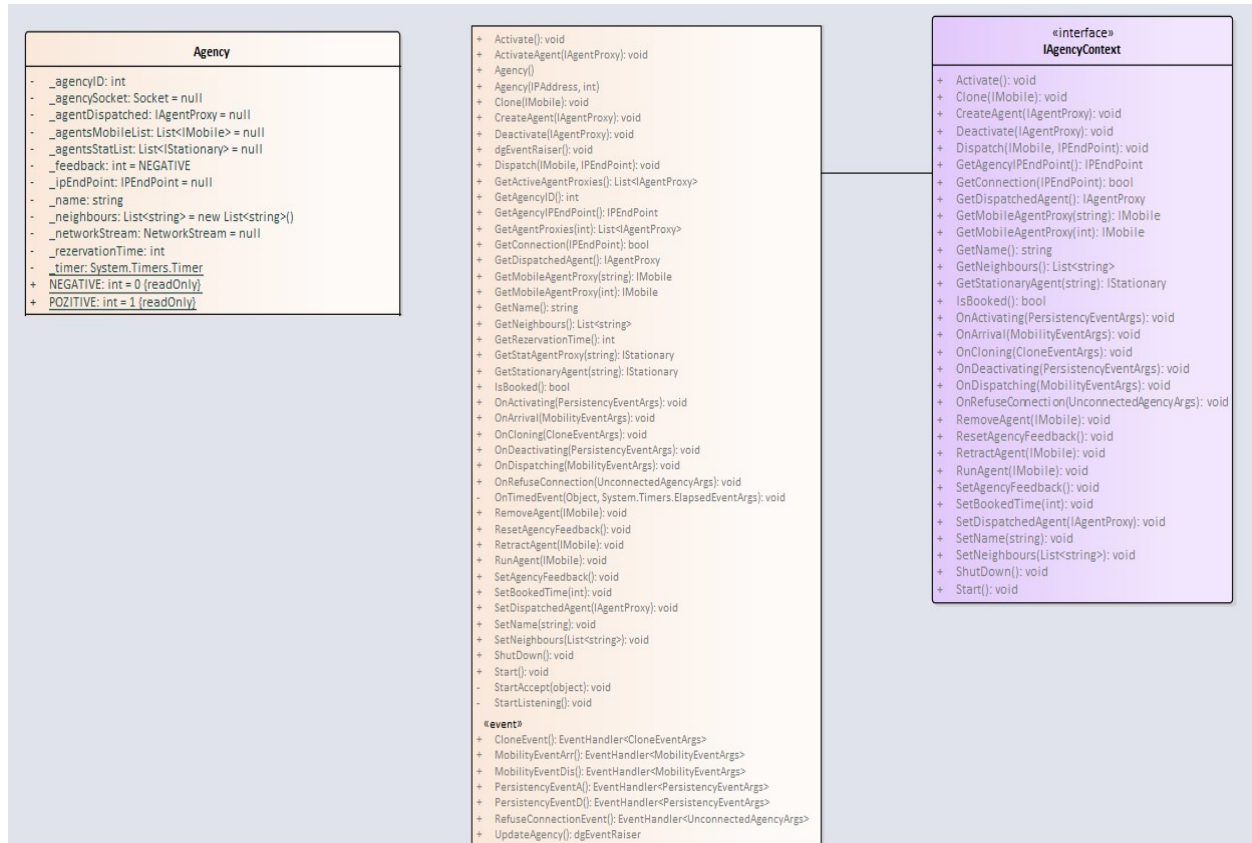 Agency
- _agencyID: int
- _agencySocket: Socket = null
- _agentDispatched: IAgentProxy = null
- _agentsMobileList: List<IMobile> = null
- _agentsStatList: List<IStationary> = null
- _feedback: int = NEGATIVE
- _ipEndPoint: IPEndPoint = null
- _name: string
- _neighbours: List<string> = new List<string>()
- _networkStream: NetworkStream = null
- _rezervationTime: int
- _timer: System.Timers.Timer
+ NEGATIVE: int = 0 {readOnly}
+ POZITIVE: int = 1 {readOnly}
+ Activate(): void
+ ActivateAgent(IAgentProxy): void
+ Agency()
+ Agency(IPAddress, int)
+ Clone(IMobile): void
+ CreateAgent(IAgentProxy): void
+ Deactivate(IAgentProxy): void
+ dgEventRaiser(): void
+ Dispatch(IMobile, IPEndPoint): void
+ GetActiveAgentProxies(): List<IAgentProxy>
+ GetAgencyID(): int
+ GetAgencyIPEndPoint(): IPEndPoint
+ GetAgentProxies(int): List<IAgentProxy>
+ GetConnection(IPEndPoint): bool
+ GetDispatchedAgent(): IAgentProxy
+ GetMobileAgentProxy(string): IMobile
+ GetMobileAgentProxy(int): IMobile
+ GetName(): string
+ GetNeighbours(): List<string>
+ GetRezervationTime(): int
+ GetStatAgentProxy(string): IStationary
+ GetStationaryAgent(string): IStationary
+ IsBooked(): bool
+ OnActivating(PersistencyEventArgs): void
+ OnArrival(MobilityEventArgs): void
+ OnCloning(CloneEventArgs): void
+ OnDeactivating(PersistencyEventArgs): void
+ OnDispatching(MobilityEventArgs): void
+ OnRefuseConnection(UnconnectedAgencyArgs): void
- OnTimedEvent(Object, System.Timers.ElapsedEventArgs): void
+ RemoveAgent(IMobile): void
+ ResetAgencyFeedback(): void
+ RetractAgent(IMobile): void
+ RunAgent(IMobile): void
+ SetAgencyFeedback(): void
+ SetBookedTime(int): void
+ SetDispatchedAgent(IAgentProxy): void
+ SetName(string): void
+ SetNeighbours(List<string>): void
+ ShutDown(): void
+ Start(): void
- StartAccept(object): void
- StartListening(): void
«event»
+ CloneEvent(): EventHandler<CloneEventArgs>
+ MobilityEventArr(): EventHandler<MobilityEventArgs>
+ MobilityEventDis(): EventHandler<MobilityEventArgs>
+ PersistencyEventA(): EventHandler<PersistencyEventArgs>
+ PersistencyEventD(): EventHandler<PersistencyEventArgs>
+ RefuseConnectionEvent(): EventHandler<UnconnectedAgencyArgs>
+ UpdateAgency(): dgEventRaiser
«interface»
IAgencyContext
+ Activate(): void
+ Clone(IMobile): void
+ CreateAgent(IAgentProxy): void
+ Deactivate(IAgentProxy): void
+ Dispatch(IMobile, IPEndPoint): void
+ GetAgencyIPEndPoint(): IPEndPoint
+ GetConnection(IPEndPoint): bool
+ GetDispatchedAgent(): IAgentProxy
+ GetMobileAgentProxy(string): IMobile
+ GetMobileAgentProxy(int): IMobile
+ GetName(): string
+ GetNeighbours(): List<string>
+ GetStationaryAgent(string): IStationary
+ IsBooked(): bool
+ OnActivating(PersistencyEventArgs): void
+ OnArrival(MobilityEventArgs): void
+ OnCloning(CloneEventArgs): void
+ OnDeactivating(PersistencyEventArgs): void
+ OnDispatching(MobilityEventArgs): void
+ OnRefuseConnection(UnconnectedAgencyArgs): void
+ RemoveAgent(IMobile): void
+ ResetAgencyFeedback(): void
+ RetractAgent(IMobile): void
+ RunAgent(IMobile): void
+ SetAgencyFeedback(): void
+ SetBookedTime(int): void
+ SetDispatchedAgent(IAgentProxy): void
+ SetName(string): void
+ SetNeighbours(List<string>): void
+ ShutDown(): void
+ Start(): void